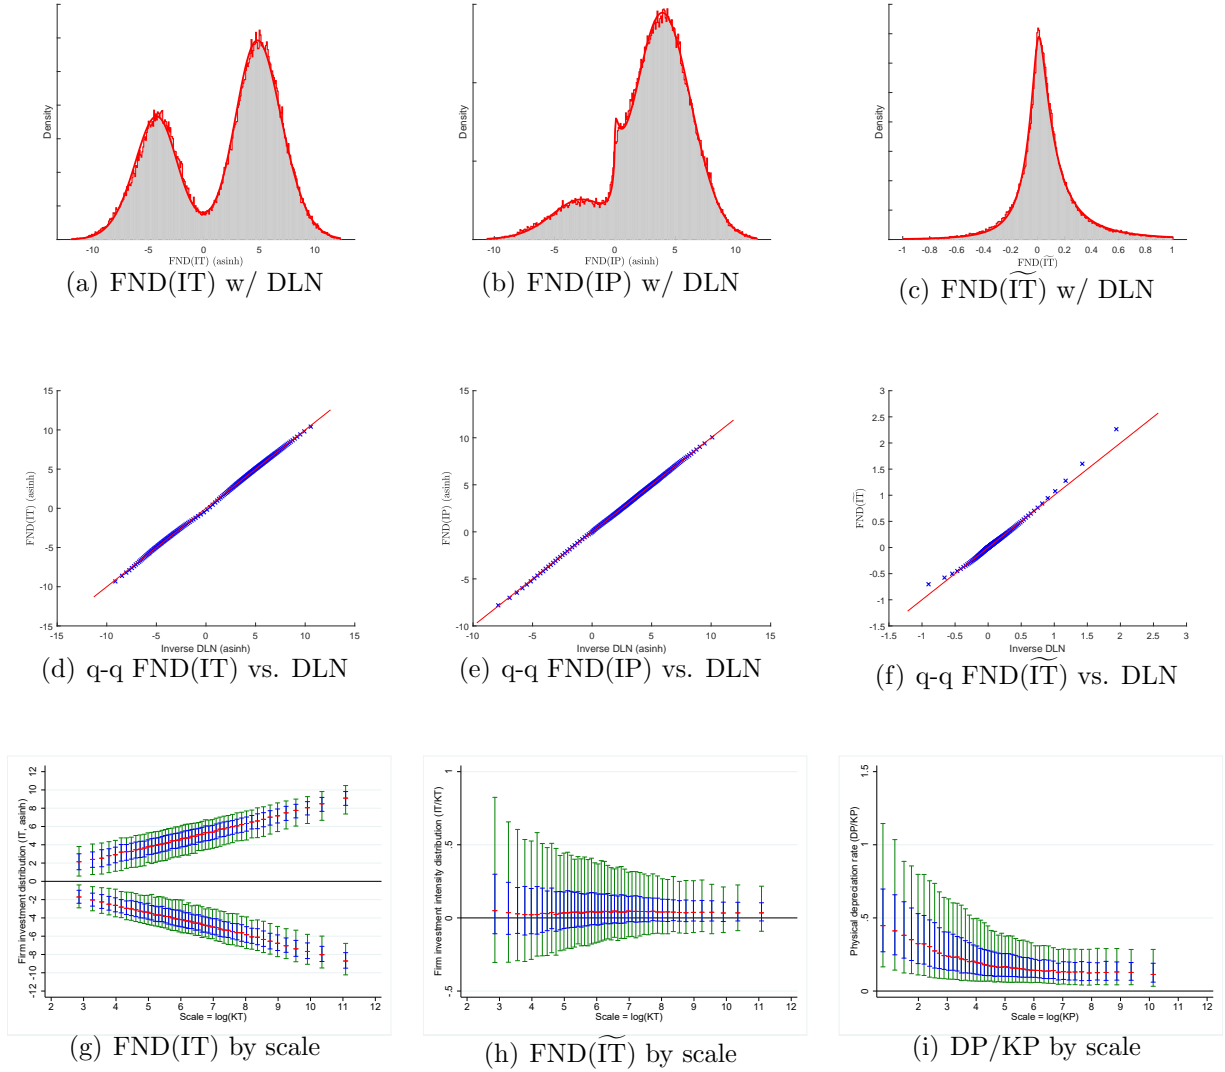 Density
-10 -5 0 5 10
FND(IT) (asinh)
(a) FND(IT) w/ DLN
Density
-10 -5 0 5 10
FND(IP) (asinh)
(b) FND(IP) w/ DLN
Density
-1 -0.8 -0.6 -0.4 -0.2 0 0.2 0.4 0.6 0.8 1
FND(ĨT)
(c) FND(ĨT) w/ DLN
15
10
5
0
-5
-10
-15
FND(IT) (asinh)
-15 -10 -5 0 5 10 15
Inverse DLN (asinh)
(d) q-q FND(IT) vs. DLN
15
10
5
0
-5
-10
FND(IP) (asinh)
-10 -5 0 5 10 15
Inverse DLN (asinh)
(e) q-q FND(IP) vs. DLN
3
2.5
2
1.5
1
0.5
0
-0.5
-1
-1.5
FND(ĨT)
-1.5 -1 -0.5 0 0.5 1 1.5 2 2.5 3
Inverse DLN
(f) q-q FND(ĨT) vs. DLN
Firm investment distribution (IT, asinh)
12
10
8
6
4
2
0
-2
-4
-6
-8
-10
-12
2 3 4 5 6 7 8 9 10 11 12
Scale = log(KT)
(g) FND(IT) by scale
Firm investment intensity distribution (IT/KT)
1
.5
0
-.5
2 3 4 5 6 7 8 9 10 11 12
Scale = log(KT)
(h) FND(ĨT) by scale
Physical depreciation rate (DP/KP)
1.5
1
.5
0
2 3 4 5 6 7 8 9 10 11 12
Scale = log(KP)
(i) DP/KP by scale